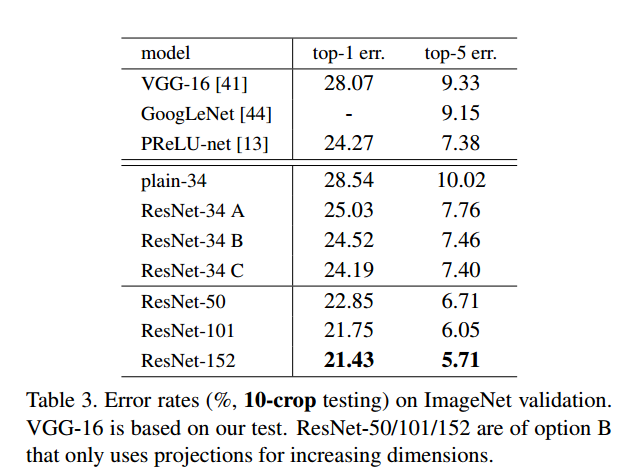 model top-1 err. top-5 err.
VGG-16 [41] 28.07 9.33
GoogLeNet [44] - 9.15
PReLU-net [13] 24.27 7.38
plain-34 28.54 10.02
ResNet-34 A 25.03 7.76
ResNet-34 B 24.52 7.46
ResNet-34 C 24.19 7.40
ResNet-50 22.85 6.71
ResNet-101 21.75 6.05
ResNet-152 21.43 5.71
Table 3. Error rates (%, 10-crop testing) on ImageNet validation.
VGG-16 is based on our test. ResNet-50/101/152 are of option B
that only uses projections for increasing dimensions.